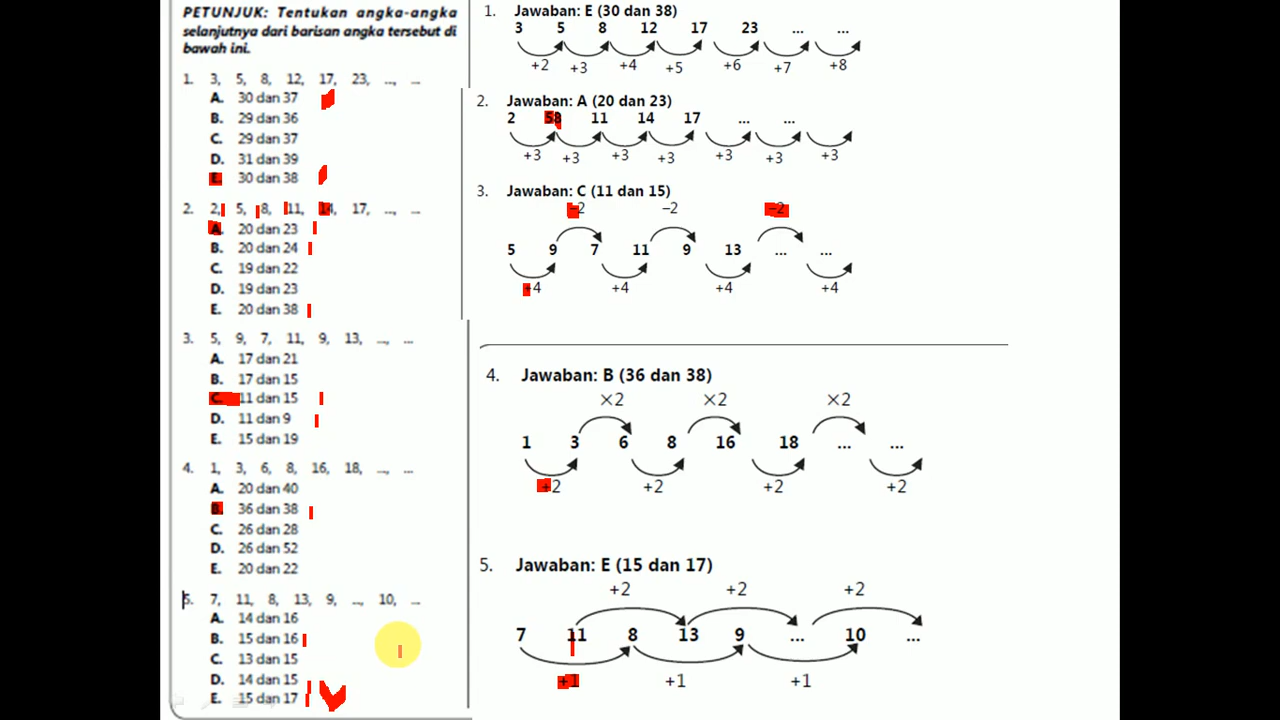 PETUNJUK: Tentukan angka-angka
selanjutnya dari barisan angka tersebut di
bawah ini.
1. 3, 5, 8, 12, 17, 23, ..., ...
A. 30 dan 37
B. 29 dan 36
C. 29 dan 37
D. 31 dan 39
E. 30 dan 38
2. 2, 5, 8, 11, 14, 17, ..., ...
A. 20 dan 23
B. 20 dan 24
C. 19 dan 22
D. 19 dan 23
E. 20 dan 38
3. 5, 9, 7, 11, 9, 13, ..., ...
A. 17 dan 21
B. 17 dan 15
C. 11 dan 15
D. 11 dan 9
E. 15 dan 19
4. 1, 3, 6, 8, 16, 18, ..., ...
A. 20 dan 40
B. 36 dan 38
C. 26 dan 28
D. 26 dan 52
E. 20 dan 22
5. 7, 11, 8, 13, 9, ..., 10, ...
A. 14 dan 16
B. 15 dan 16
C. 13 dan 15
D. 14 dan 15
E. 15 dan 17
1. Jawaban: E (30 dan 38)
3 5 8 12 17 23 ... ...
+2 +3 +4 +5 +6 +7 +8
2. Jawaban: A (20 dan 23)
2 58 11 14 17 ... ...
+3 +3 +3 +3 +3 +3 +3
3. Jawaban: C (11 dan 15)
−2 −2 −2
5 9 7 11 9 13 ... ...
+4 +4 +4 +4
4. Jawaban: B (36 dan 38)
×2 ×2 ×2
1 3 6 8 16 18 ... ...
+2 +2 +2 +2
5. Jawaban: E (15 dan 17)
+2 +2 +2
7 11 8 13 9 ... 10 ...
+1 +1 +1